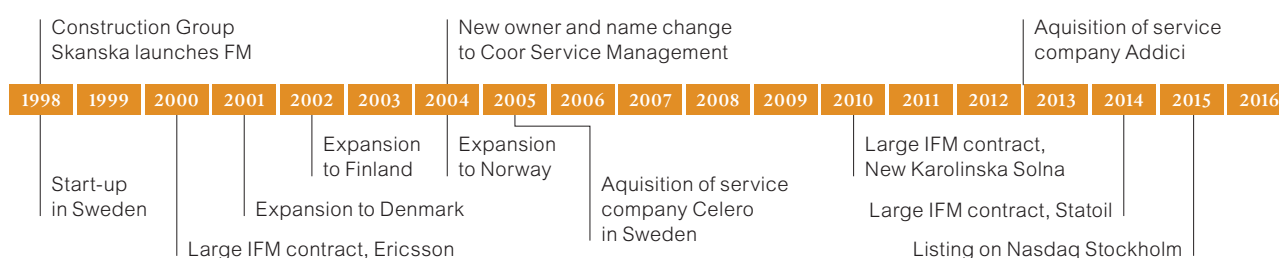 Construction Group
Skanska launches FM
New owner and name change
to Coor Service Management
Aquisition of service
company Addici
1998 1999 2000 2001 2002 2003 2004 2005 2006 2007 2008 2009 2010 2011 2012 2013 2014 2015 2016
Start-up
in Sweden
Large IFM contract, Ericsson
Expansion to Denmark
Expansion
to Finland
Expansion
to Norway
Aquisition of service
company Celero
in Sweden
Large IFM contract,
New Karolinska Solna
Large IFM contract, Statoil
Listing on Nasdaq Stockholm